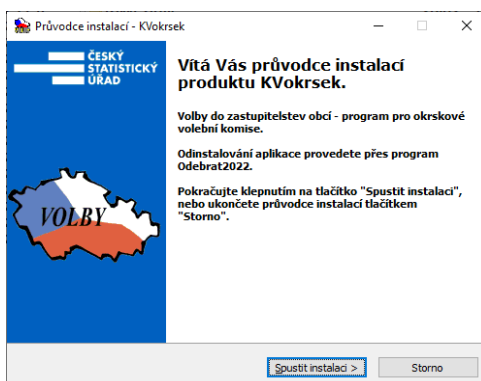 Průvodce instalací - KVokrsek
ČESKÝ
STATISTICKÝ
ÚŘAD
Vítá Vás průvodce instalací
produktu KVokrsek.
Volby do zastupitelstev obcí - program pro okrskové
volební komise.
Odinstalování aplikace provedete přes program
Odebrat2022.
Pokračujte klepnutím na tlačítko "Spustit instalaci",
nebo ukončete průvodce instalací tlačítkem
"Storno".
VOLBY
Spustit instalaci >
Storno